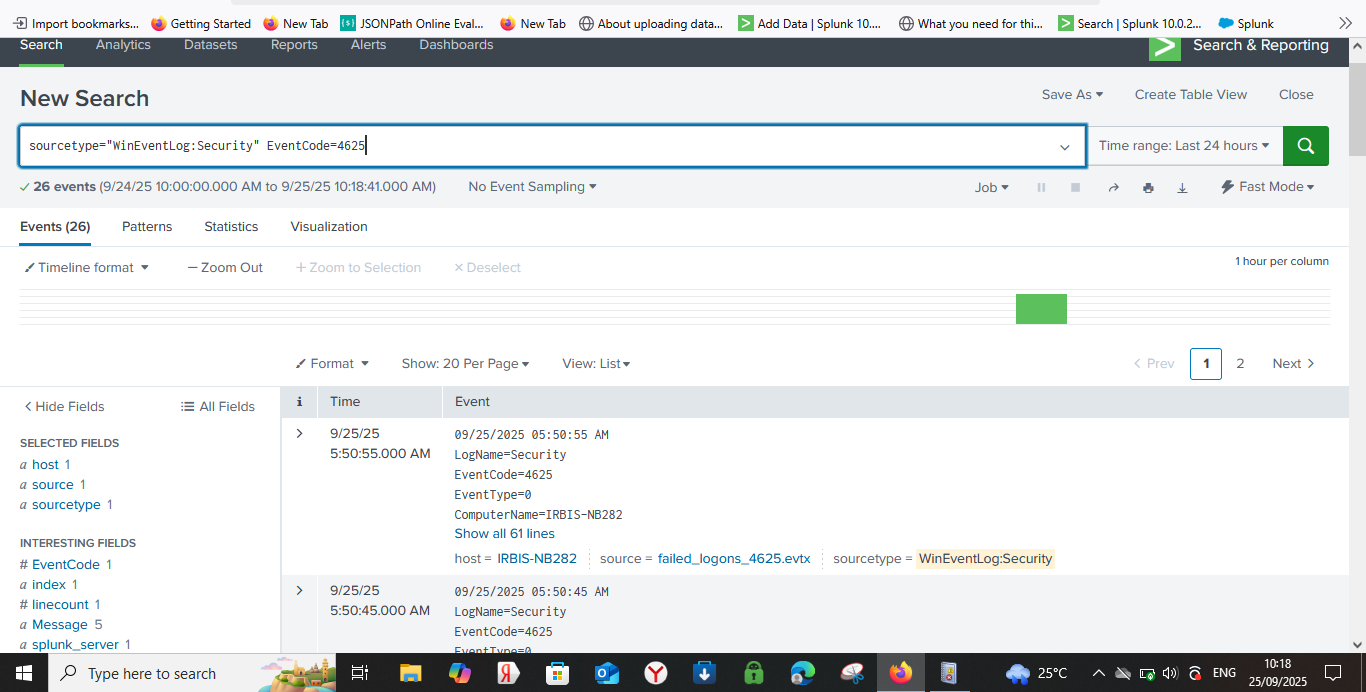 Import bookmarks... Getting Started New Tab JSONPath Online Eval... New Tab About uploading data... Add Data | Splunk 10.... What you need for thi... Search | Splunk 10.0.2... Splunk
Search Analytics Datasets Reports Alerts Dashboards Search & Reporting
New Search Save As Create Table View Close
sourcetype="WinEventLog:Security" EventCode=4625 Time range: Last 24 hours
26 events (9/24/25 10:00:00.000 AM to 9/25/25 10:18:41.000 AM) No Event Sampling Job Fast Mode
Events (26) Patterns Statistics Visualization
Timeline format — Zoom Out + Zoom to Selection × Deselect 1 hour per column
Format Show: 20 Per Page View: List < Prev 1 2 Next >
< Hide Fields All Fields i Time Event
SELECTED FIELDS
a host 1
a source 1
a sourcetype 1
INTERESTING FIELDS
# EventCode 1
a index 1
# linecount 1
a Message 5
a splunk_server 1
> 9/25/25
5:50:55.000 AM
09/25/2025 05:50:55 AM
LogName=Security
EventCode=4625
EventType=0
ComputerName=IRBIS-NB282
Show all 61 lines
host = IRBIS-NB282 source = failed_logons_4625.evtx sourcetype = WinEventLog:Security
> 9/25/25
5:50:45.000 AM
09/25/2025 05:50:45 AM
LogName=Security
EventCode=4625
EventType=0
Type here to search 25°C ENG 10:18
25/09/2025